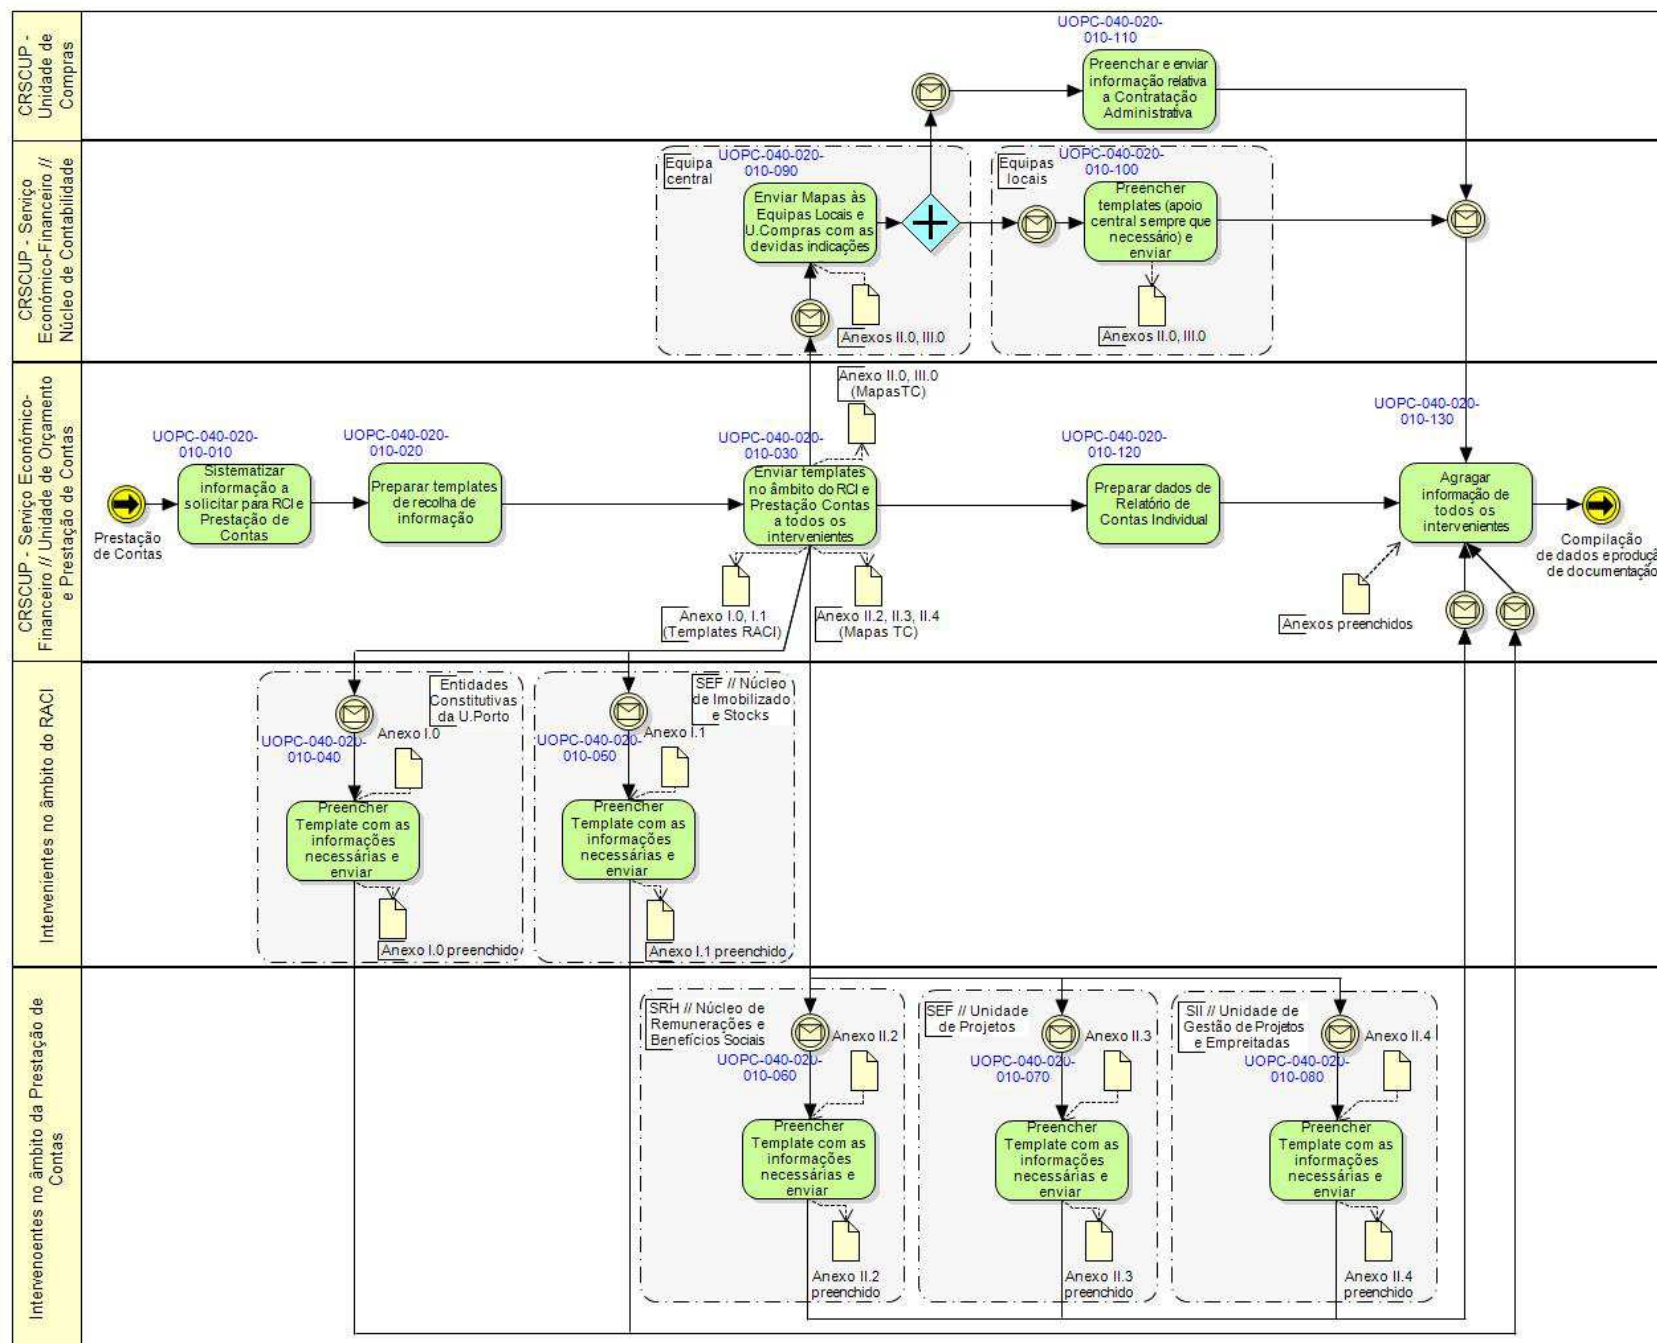 CRSCUP -
Unidade de
Compras
UOPC-040-020-
010-110
Preenchar e enviar
informação relativa
a Contratação
Administrativa
CRSCUP - Serviço
Económico-Financeiro //
Núcleo de Contabilidade
Equipa
central
UOPC-040-020-
010-090
Enviar Mapas às
Equipas Locais e
U.Compras com as
devidas indicações
Anexos II.0, III.0
Equipas
locais
UOPC-040-020-
010-100
Preencher
templates (apoio
central sempre que
necessário) e
enviar
Anexos II.0, III.0
CRSCUP - Serviço Económico-
Financeiro // Unidade de Orçamento
e Prestação de Contas
Prestação
de Contas
UOPC-040-020-
010-010
Sistematizar
informação a
solicitar para RCI e
Prestação de
Contas
UOPC-040-020-
010-020
Preparar templates
de recolha de
informação
Anexo II.0, III.0
(MapasTC)
UOPC-040-020-
010-030
Enviar templates
no âmbito do RCI e
Prestação Contas
a todos os
intervenientes
Anexo I.0, I.1
(Templates RACI)
Anexo II.2, II.3, II.4
(Mapas TC)
UOPC-040-020-
010-120
Preparar dados de
Relatório de
Contas Individual
UOPC-040-020-
010-130
Agragar
informação de
todos os
intervenientes
Anexos preenchidos
Compilação
de dados e produçã
de documentação
Intervenientes no âmbito do RACI
Entidades
Constitutivas
da U.Porto
UOPC-040-020-
010-040
Anexo I.0
Preencher
Template com as
informações
necessárias e
enviar
Anexo I.0 preenchido
SEF // Núcleo
de Imobilizado
e Stocks
UOPC-040-020-
010-050
Anexo I.1
Preencher
Template com as
informações
necessárias e
enviar
Anexo I.1 preenchido
Intervenoentes no âmbito da Prestação de
Contas
SRH // Núcleo de
Remunerações e
Benefícios Sociais
Anexo II.2
UOPC-040-020-
010-060
Preencher
Template com as
informações
necessárias e
enviar
Anexo II.2
preenchido
SEF // Unidade
de Projetos
Anexo II.3
UOPC-040-020-
010-070
Preencher
Template com as
informações
necessárias e
enviar
Anexo II.3
preenchido
SII // Unidade de
Gestão de Projetos
e Empreitadas
Anexo II.4
UOPC-040-020-
010-080
Preencher
Template com as
informações
necessárias e
enviar
Anexo II.4
preenchido